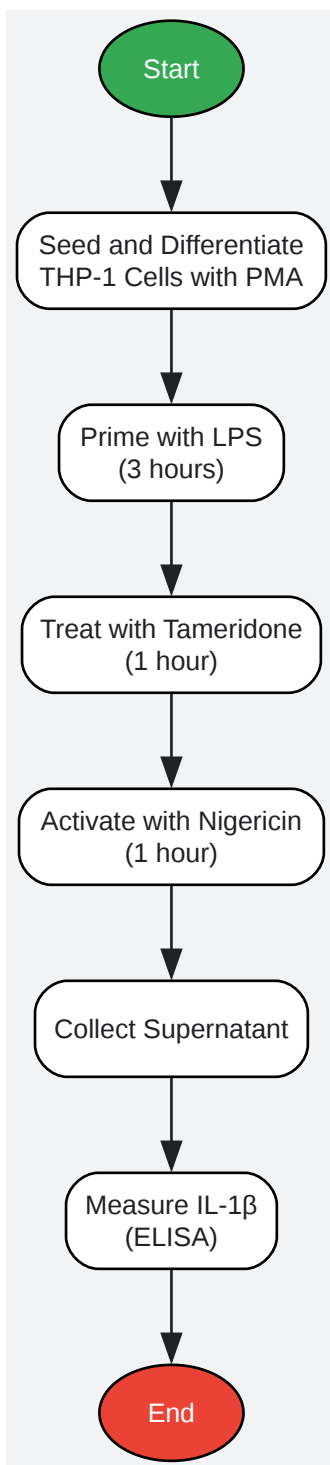 Start
Seed and Differentiate
THP-1 Cells with PMA
Prime with LPS
(3 hours)
Treat with Tameridone
(1 hour)
Activate with Nigericin
(1 hour)
Collect Supernatant
Measure IL-1β
(ELISA)
End